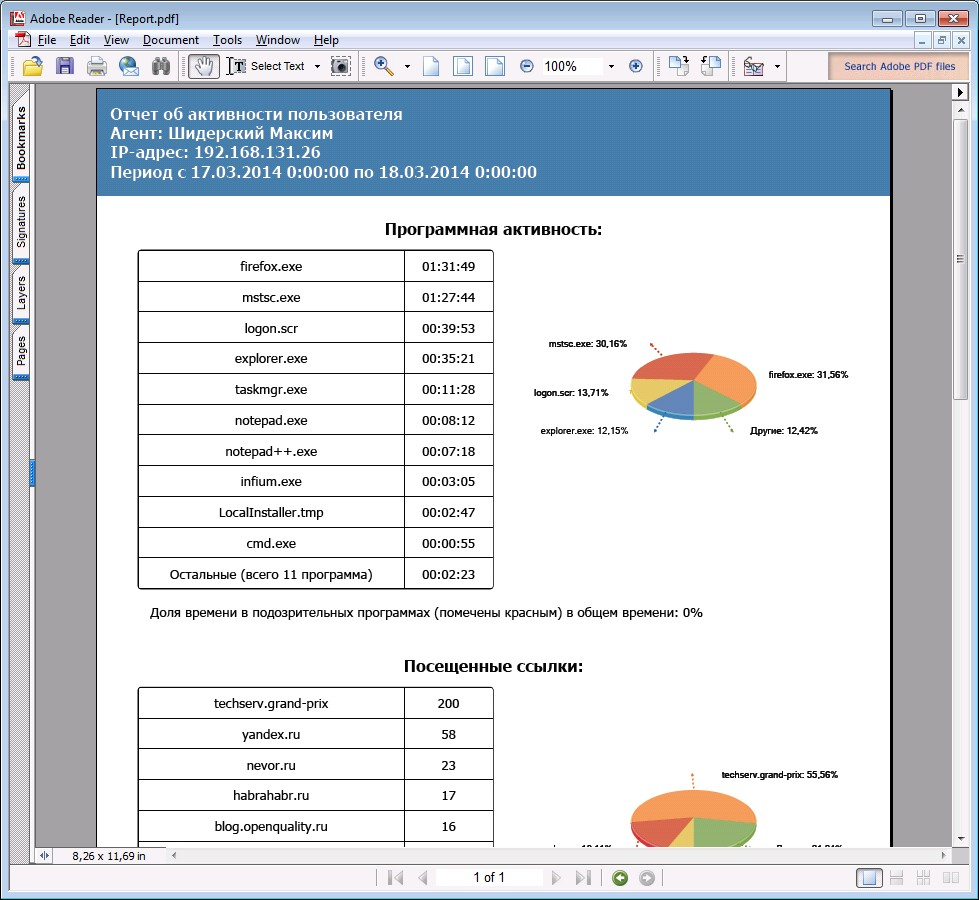 Adobe Reader - [Report.pdf]
File Edit View Document Tools Window Help
Select Text 100% Search Adobe PDF files
Bookmarks
Signatures
Layers
Pages
Отчет об активности пользователя
Агент: Шидерский Максим
IP-адрес: 192.168.131.26
Период с 17.03.2014 0:00:00 по 18.03.2014 0:00:00
Программная активность:
firefox.exe 01:31:49
mstsc.exe 01:27:44
logon.scr 00:39:53
explorer.exe 00:35:21
taskmgr.exe 00:11:28
notepad.exe 00:08:12
notepad++.exe 00:07:18
infium.exe 00:03:05
LocalInstaller.tmp 00:02:47
cmd.exe 00:00:55
Остальные (всего 11 программа) 00:02:23
mstsc.exe: 30,16%
firefox.exe: 31,56%
logon.scr: 13,71%
explorer.exe: 12,15%
Другие: 12,42%
Доля времени в подозрительных программах (помечены красным) в общем времени: 0%
Посещенные ссылки:
techserv.grand-prix 200
yandex.ru 58
nevor.ru 23
habrahabr.ru 17
blog.openquality.ru 16
techserv.grand-prix: 55,56%
8,26 x 11,69 in
1 of 1